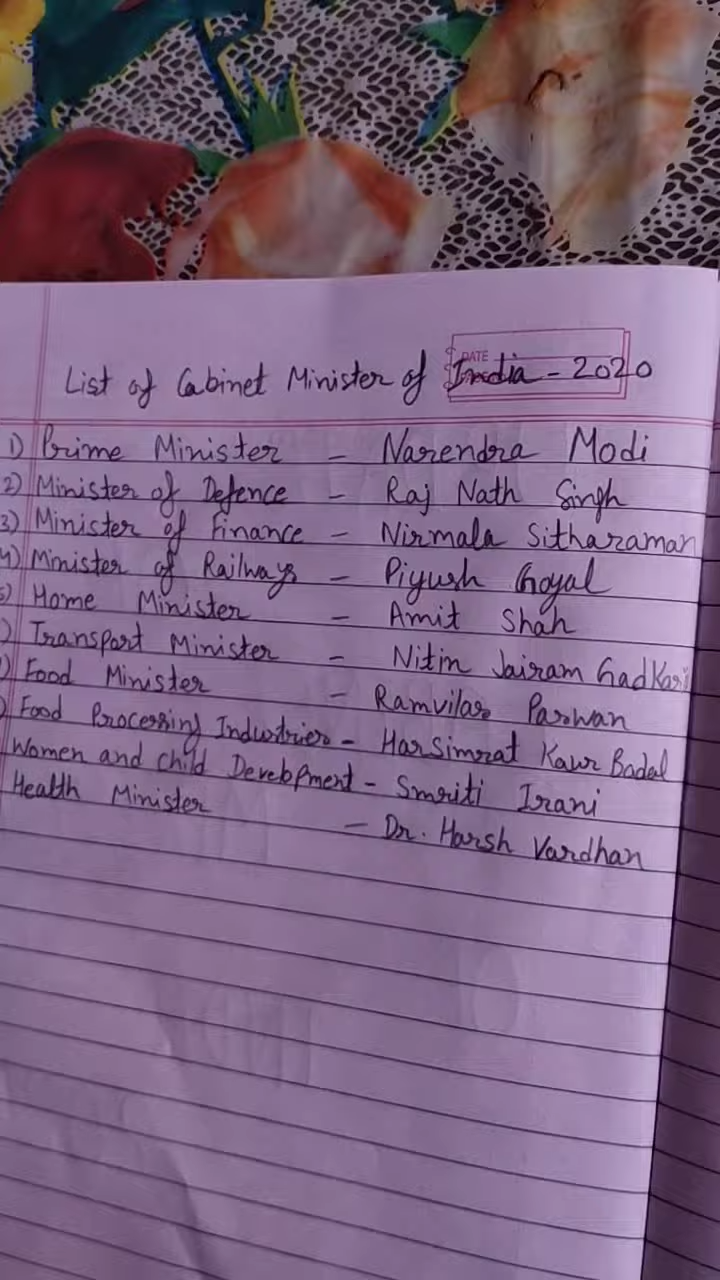 DATE
List of Cabinet Minister of India - 2020
1) Prime Minister - Narendra Modi
2) Minister of Defence - Raj Nath Singh
3) Minister of Finance - Nirmala Sitharaman
4) Minister of Railways - Piyush Goyal
5) Home Minister - Amit Shah
) Transport Minister - Nitin Jairam Gadkari
) Food Minister - Ramvilas Paswan
) Food Processing Industries - Harsimrat Kaur Badal
Women and child Development - Smriti Irani
Health Minister - Dr. Harsh Vardhan